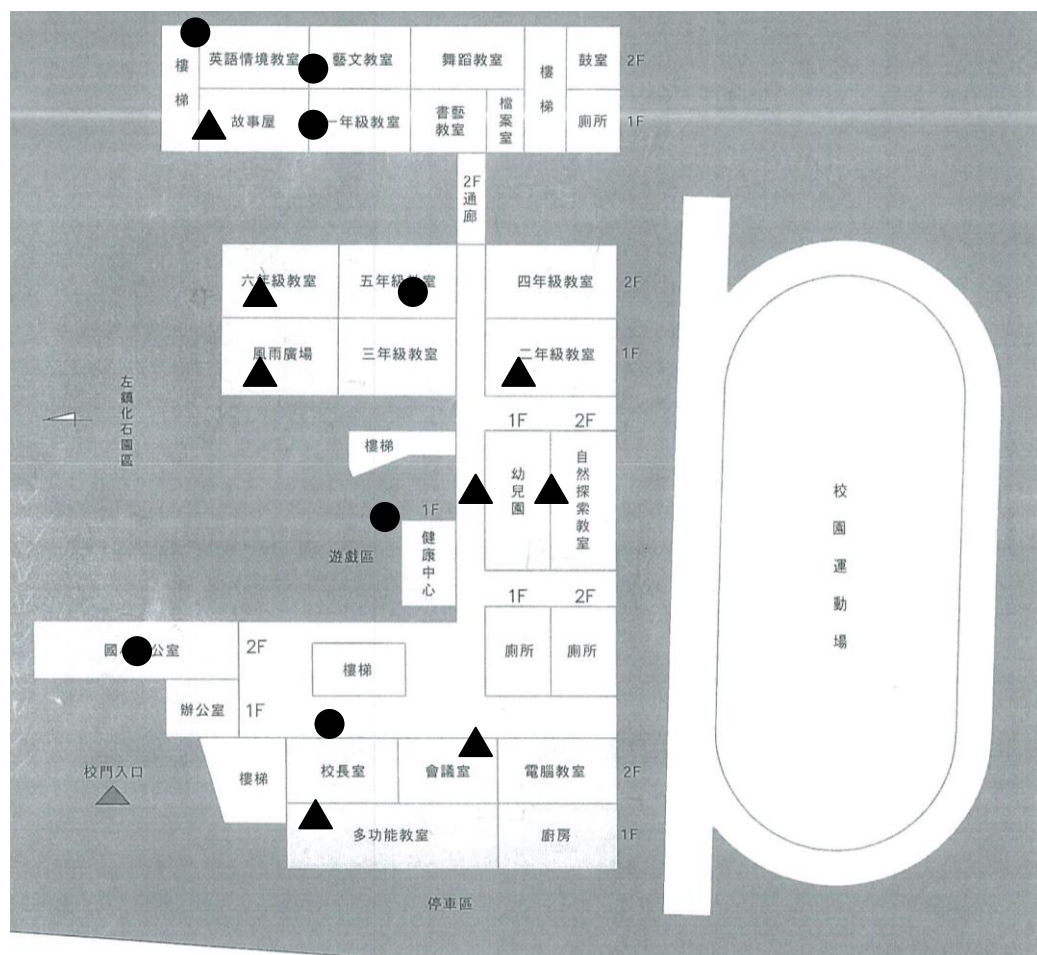 樓梯
英語情境教室
藝文教室
舞蹈教室
樓梯
鼓室
2F
故事屋
一年級教室
書藝教室
檔案室
廁所
1F
2F通廊
六年級教室
五年級教室
四年級教室
2F
風雨廣場
三年級教室
二年級教室
1F
左鎮化石園區
1F
2F
樓梯
幼兒園
自然探索教室
1F
健康中心
遊戲區
校園運動場
1F
2F
廁所
廁所
公室
2F
樓梯
辦公室
1F
校門入口
樓梯
校長室
會議室
電腦教室
2F
多功能教室
廚房
1F
停車區